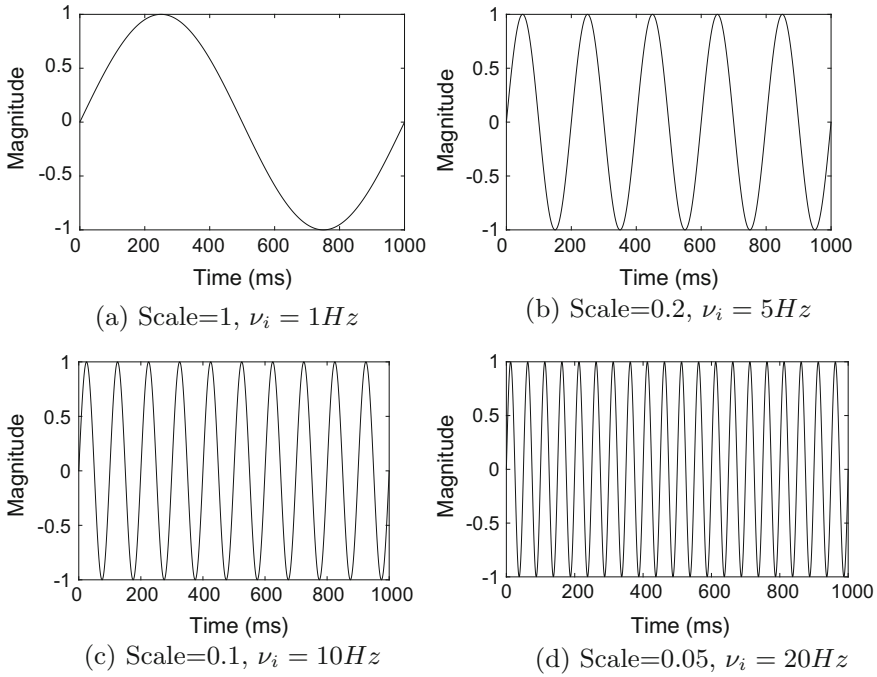 1
0.5
0
-0.5
-1
Magnitude
0 200 400 600 800 1000
Time (ms)
(a) Scale=1, ν_i = 1Hz
1
0.5
0
-0.5
-1
Magnitude
0 200 400 600 800 1000
Time (ms)
(b) Scale=0.2, ν_i = 5Hz
1
0.5
0
-0.5
-1
Magnitude
0 200 400 600 800 1000
Time (ms)
(c) Scale=0.1, ν_i = 10Hz
1
0.5
0
-0.5
-1
Magnitude
0 200 400 600 800 1000
Time (ms)
(d) Scale=0.05, ν_i = 20Hz